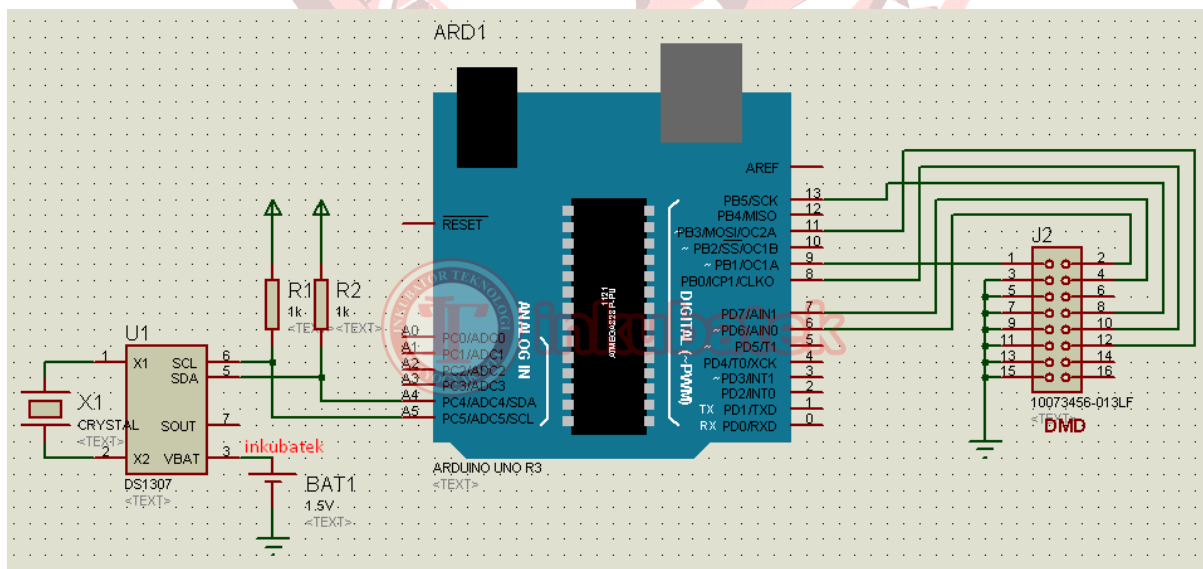 ARD1
AREF
PB5/SCK 13
PB4/MISO 12
~PB3/MOSI/OC2A 11
~ PB2/SS/OC1B 10
~ PB1/OC1A 9
PB0/ICP1/CLKO 8
PD7/AIN1 7
~ PD6/AIN0 6
~ PD5/T1 5
PD4/T0/XCK 4
~ PD3/INT1 3
PD2/INT0 2
TX PD1/TXD 1
RX PD0/RXD 0
RESET
DIGITAL (~PWM)
ANALOG IN
1121
ATMEGA328P-PU
A0 PC0/ADC0
A1 PC1/ADC1
A2 PC2/ADC2
A3 PC3/ADC3
A4 PC4/ADC4/SDA
A5 PC5/ADC5/SCL
ARDUINO UNO R3
<TEXT>
INKUBATOR TEKNOLOGI
inkubatek
R1
1k
<TEXT>
R2
1k
<TEXT>
U1
1 X1
2 X2
SCL 6
SDA 5
SOUT 7
VBAT 3
DS1307
<TEXT>
X1
CRYSTAL
<TEXT>
inkubatek
BAT1
1.5V
<TEXT>
J2
1 2
3 4
5 6
7 8
9 10
11 12
13 14
15 16
10073456-013LF
<TEXT>
DMD